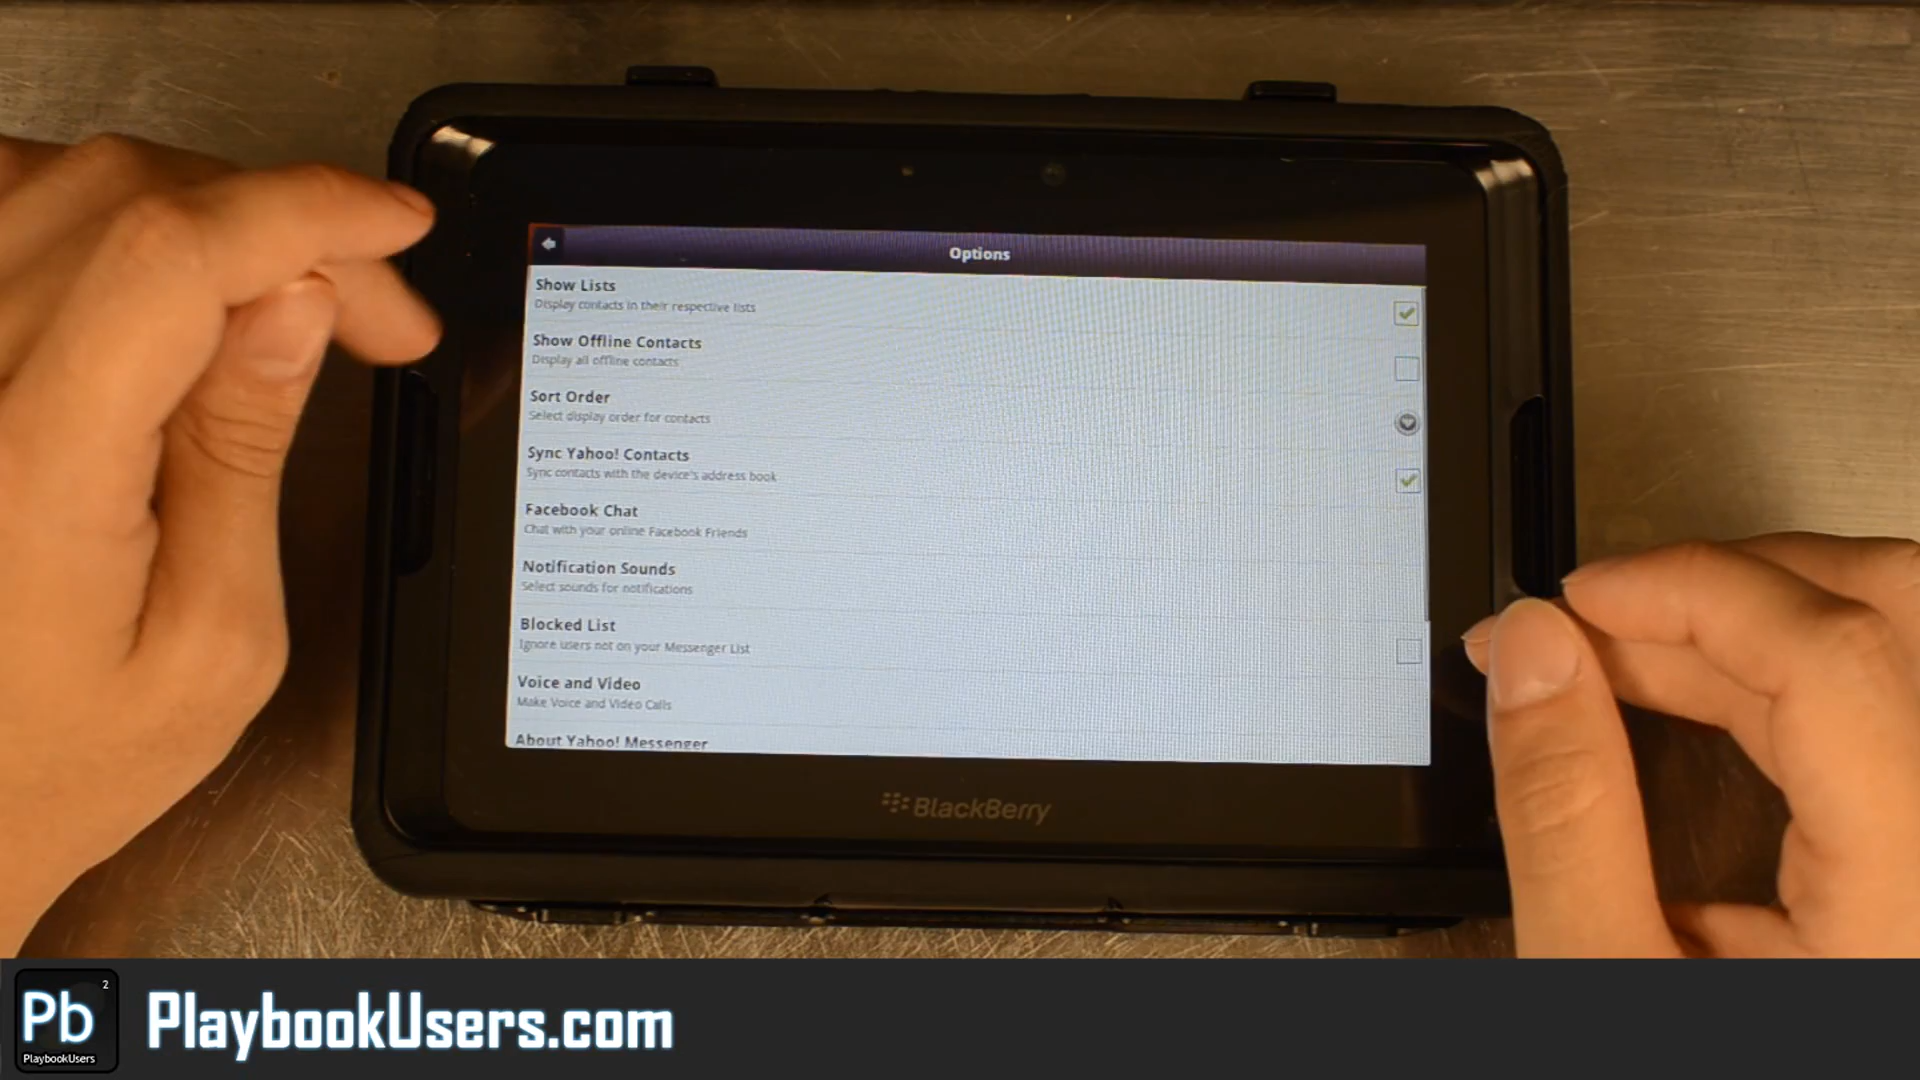 Options
Show Lists
Display contacts in their respective lists
Show Offline Contacts
Display all offline contacts
Sort Order
Select display order for contacts
Sync Yahoo! Contacts
Sync contacts with the device's address book
Facebook Chat
Chat with your online Facebook Friends
Notification Sounds
Select sounds for notifications
Blocked List
Ignore users not on your Messenger List
Voice and Video
Make Voice and Video Calls
About Yahoo! Messenger
BlackBerry
2
Pb
PlaybookUsers
PlaybookUsers.com